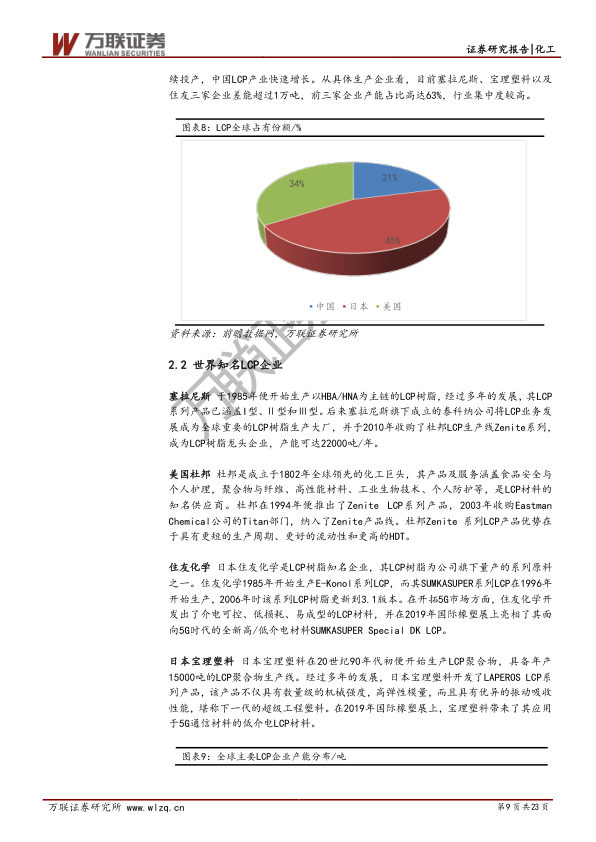 万联证券
WANLIAN SECURITIES
证券研究报告|化工
续投产，中国LCP产业快速增长。从具体生产企业看，目前塞拉尼斯、宝理塑料以及
住友三家企业差能超过1万吨，前三家企业产能占比高达63%，行业集中度较高。
图表8：LCP全球占有份额/%
21%
34%
45%
中国 日本 美国
资料来源：前瞻数据网，万联证券研究所
2.2 世界知名LCP企业
塞拉尼斯 于1985年便开始生产以HBA/HNA为主链的LCP树脂，经过多年的发展，其LCP
系列产品已涵盖Ⅰ型、Ⅱ型和Ⅲ型。后来塞拉尼斯旗下成立的泰科纳公司将LCP业务发
展成为全球重要的LCP树脂生产大厂，并于2010年收购了杜邦LCP生产线Zenite系列，
成为LCP树脂龙头企业，产能可达22000吨/年。
美国杜邦 杜邦是成立于1802年全球领先的化工巨头，其产品及服务涵盖食品安全与
个人护理，聚合物与纤维、高性能材料、工业生物技术、个人防护等，是LCP材料的
知名供应商。杜邦在1994年便推出了Zenite LCP系列产品，2003年收购Eastman
Chemical公司的Titan部门，纳入了Zenite产品线。杜邦Zenite 系列LCP产品优势在
于具有更短的生产周期、更好的流动性和更高的HDT。
住友化学 日本住友化学是LCP树脂知名企业，其LCP树脂为公司旗下量产的系列原料
之一。住友化学1985年开始生产E-Konol系列LCP，而其SUMKASUPER系列LCP在1996年
开始生产，2006年时该系列LCP树脂更新到3.1版本。在开拓5G市场方面，住友化学开
发出了介电可控、低损耗、易成型的LCP材料，并在2019年国际橡塑展上亮相了其面
向5G时代的全新高/低介电材料SUMKASUPER Special DK LCP。
日本宝理塑料 日本宝理塑料在20世纪90年代初便开始生产LCP聚合物，具备年产
15000吨的LCP聚合物生产线。经过多年的发展，日本宝理塑料开发了LAPEROS LCP系
列产品，该产品不仅具有数量级的机械强度，高弹性模量，而且具有优异的振动吸收
性能，堪称下一代的超级工程塑料。在2019年国际橡塑展上，宝理塑料带来了其应用
于5G通信材料的低介电LCP材料。
图表9：全球主要LCP企业产能分布/吨
万联证券研究所 www.wlzq.cn
第9页共23页